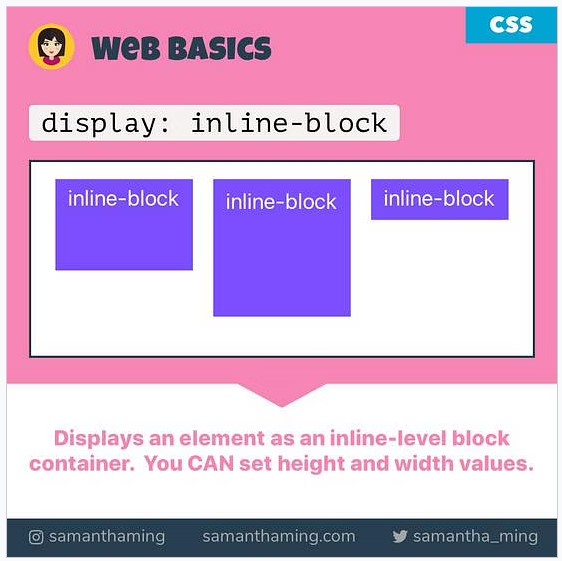 CSS
WeB BASICS
display: inline-block
inline-block
inline-block
inline-block
Displays an element as an inline-level block
container. You CAN set height and width values.
samanthaming samanthaming.com samantha_ming